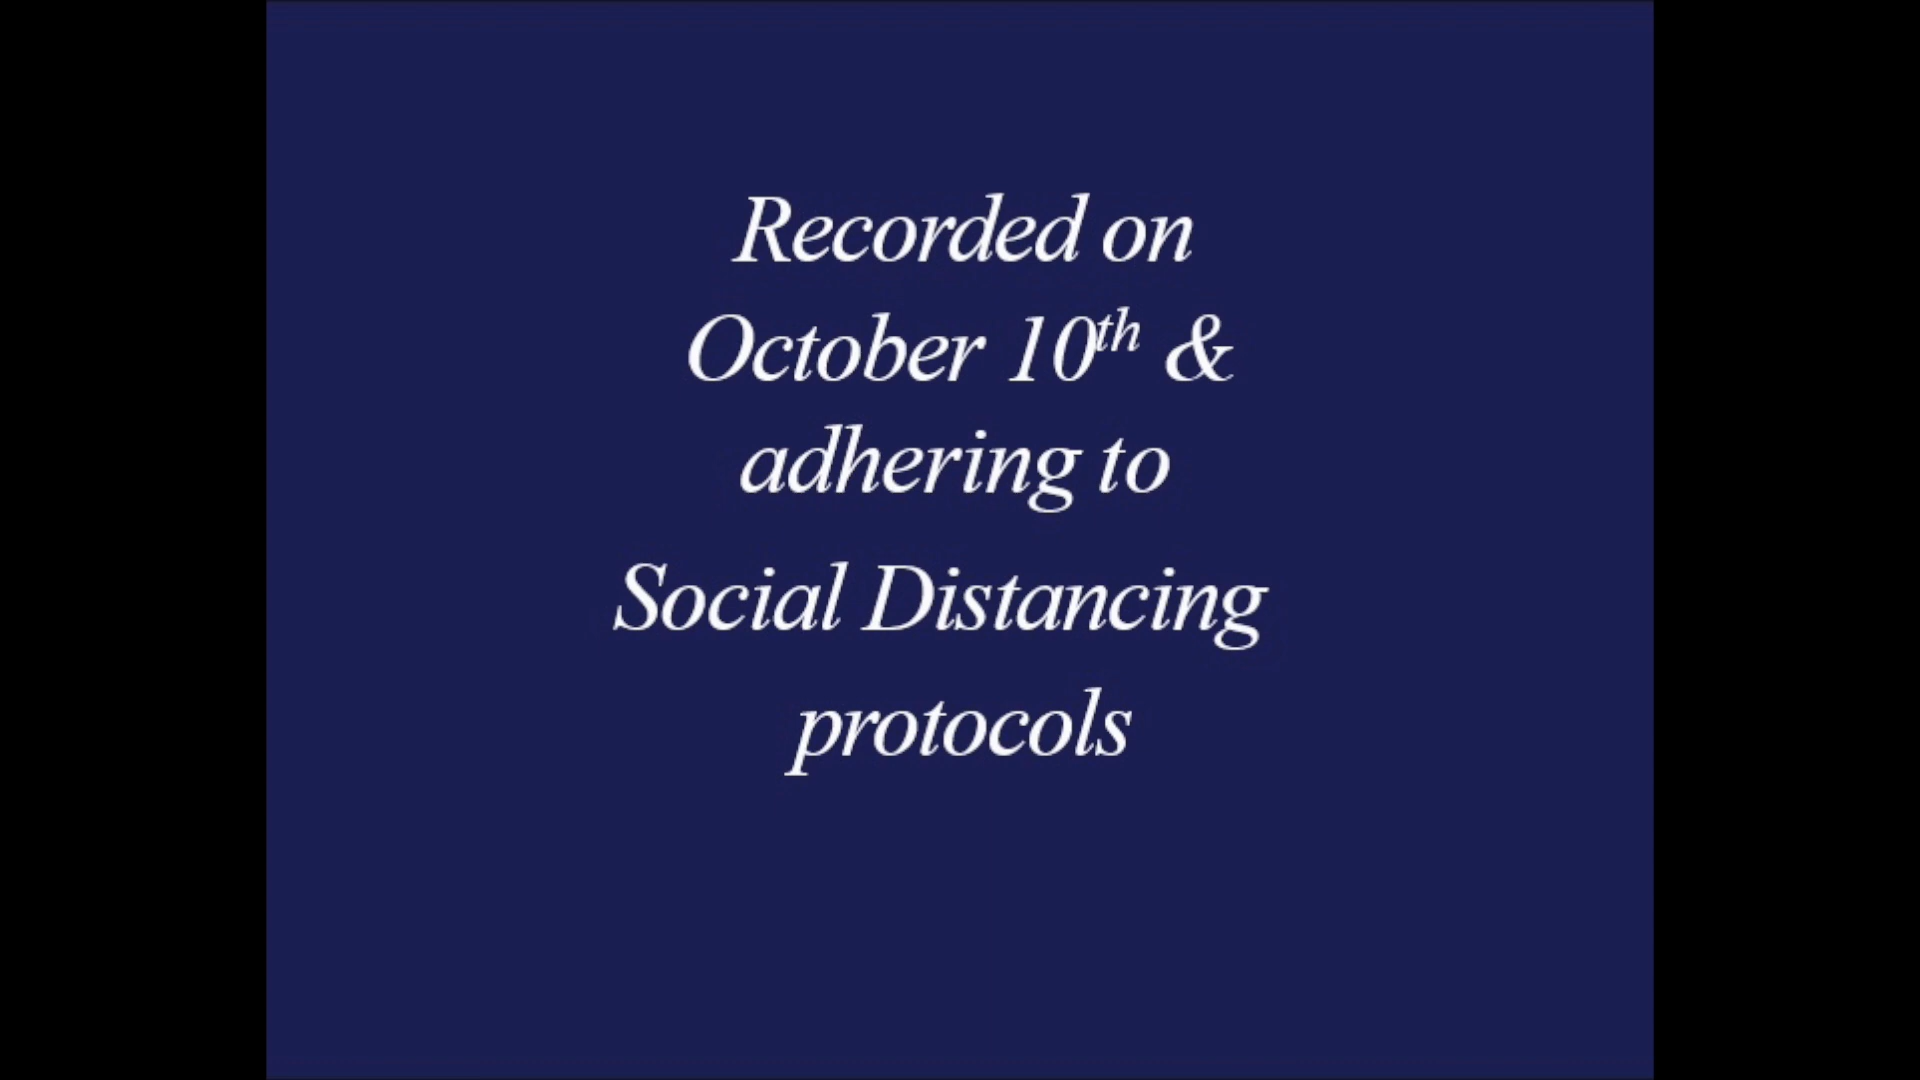 Recorded on
October 10th &
adhering to
Social Distancing
protocols